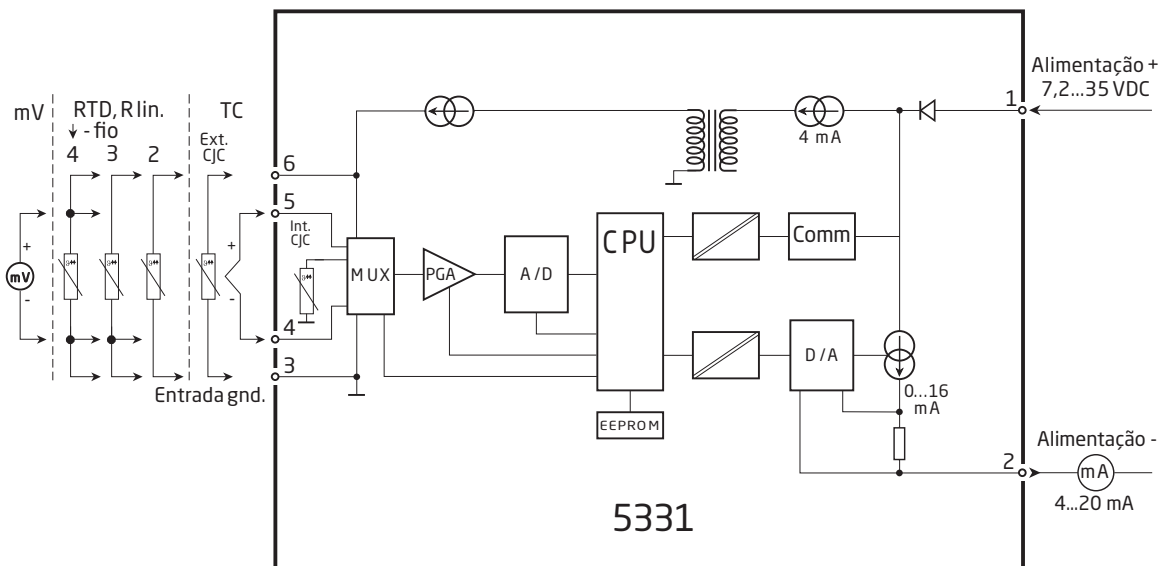 Alimentação +
7,2...35 VDC
1
mV
RTD, R lin.
- fio
4
3
2
TC
Ext.
CJC
4 mA
6
5
Int.
CJC
CPU
Comm
+
mV
-
+
-
MUX
PGA
A/D
4
3
D/A
Entrada gnd.
0...16
mA
EEPROM
Alimentação -
2
mA
4...20 mA
5331